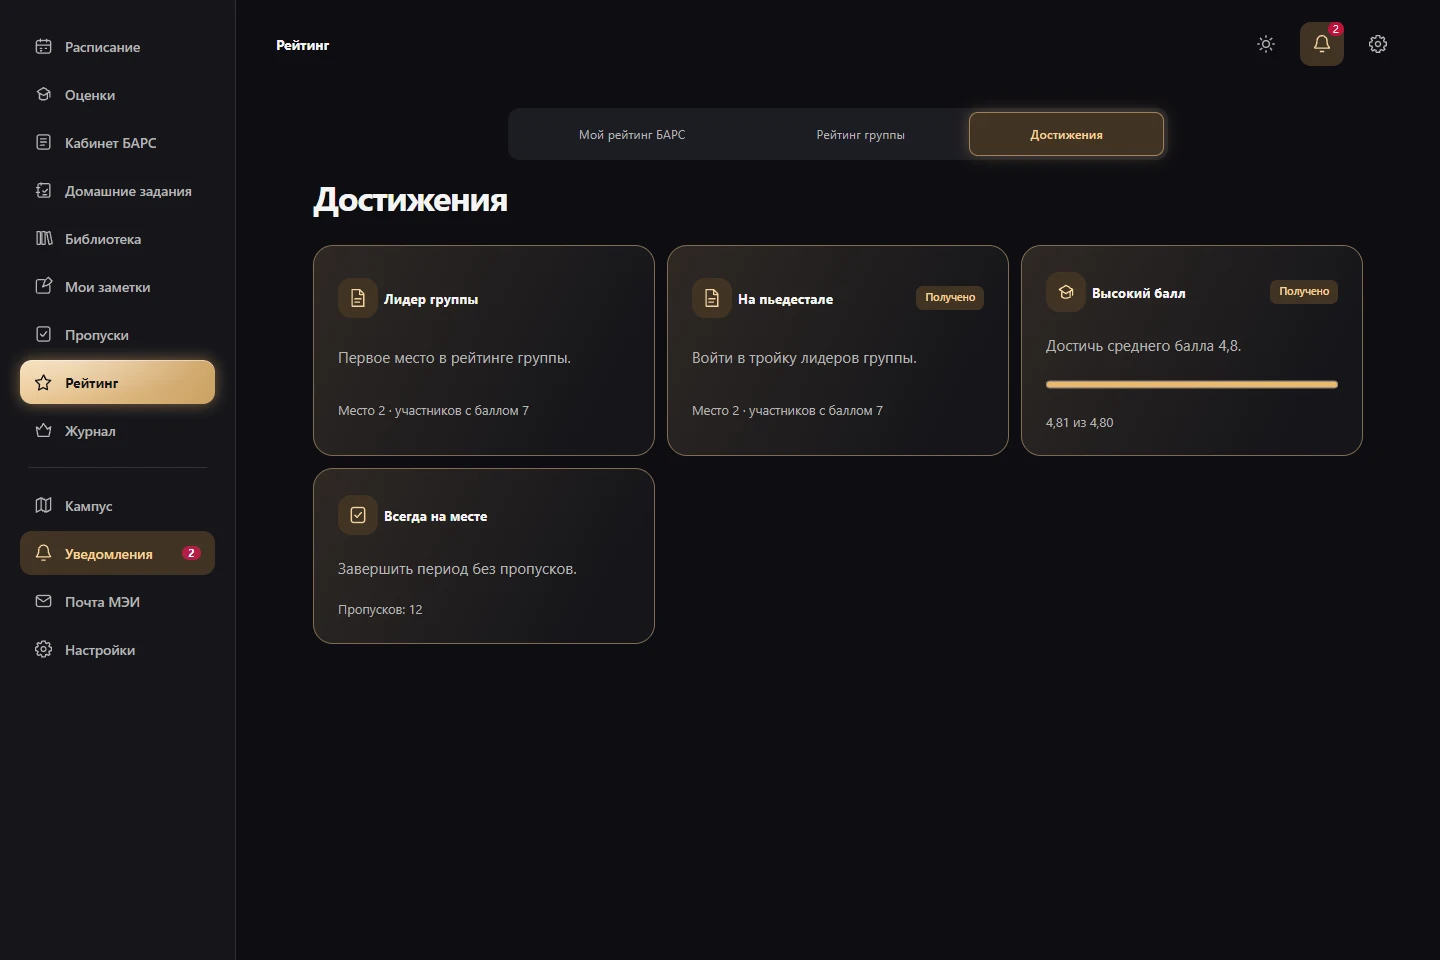 Расписание
Оценки
Кабинет БАРС
Домашние задания
Библиотека
Мои заметки
Пропуски
Рейтинг
Журнал
Кампус
Уведомления 2
Почта МЭИ
Настройки
Рейтинг
2
Мой рейтинг БАРС
Рейтинг группы
Достижения
Достижения
Лидер группы
Первое место в рейтинге группы.
Место 2 · участников с баллом 7
На пьедестале
Получено
Войти в тройку лидеров группы.
Место 2 · участников с баллом 7
Высокий балл
Получено
Достичь среднего балла 4,8.
4,81 из 4,80
Всегда на месте
Завершить период без пропусков.
Пропусков: 12